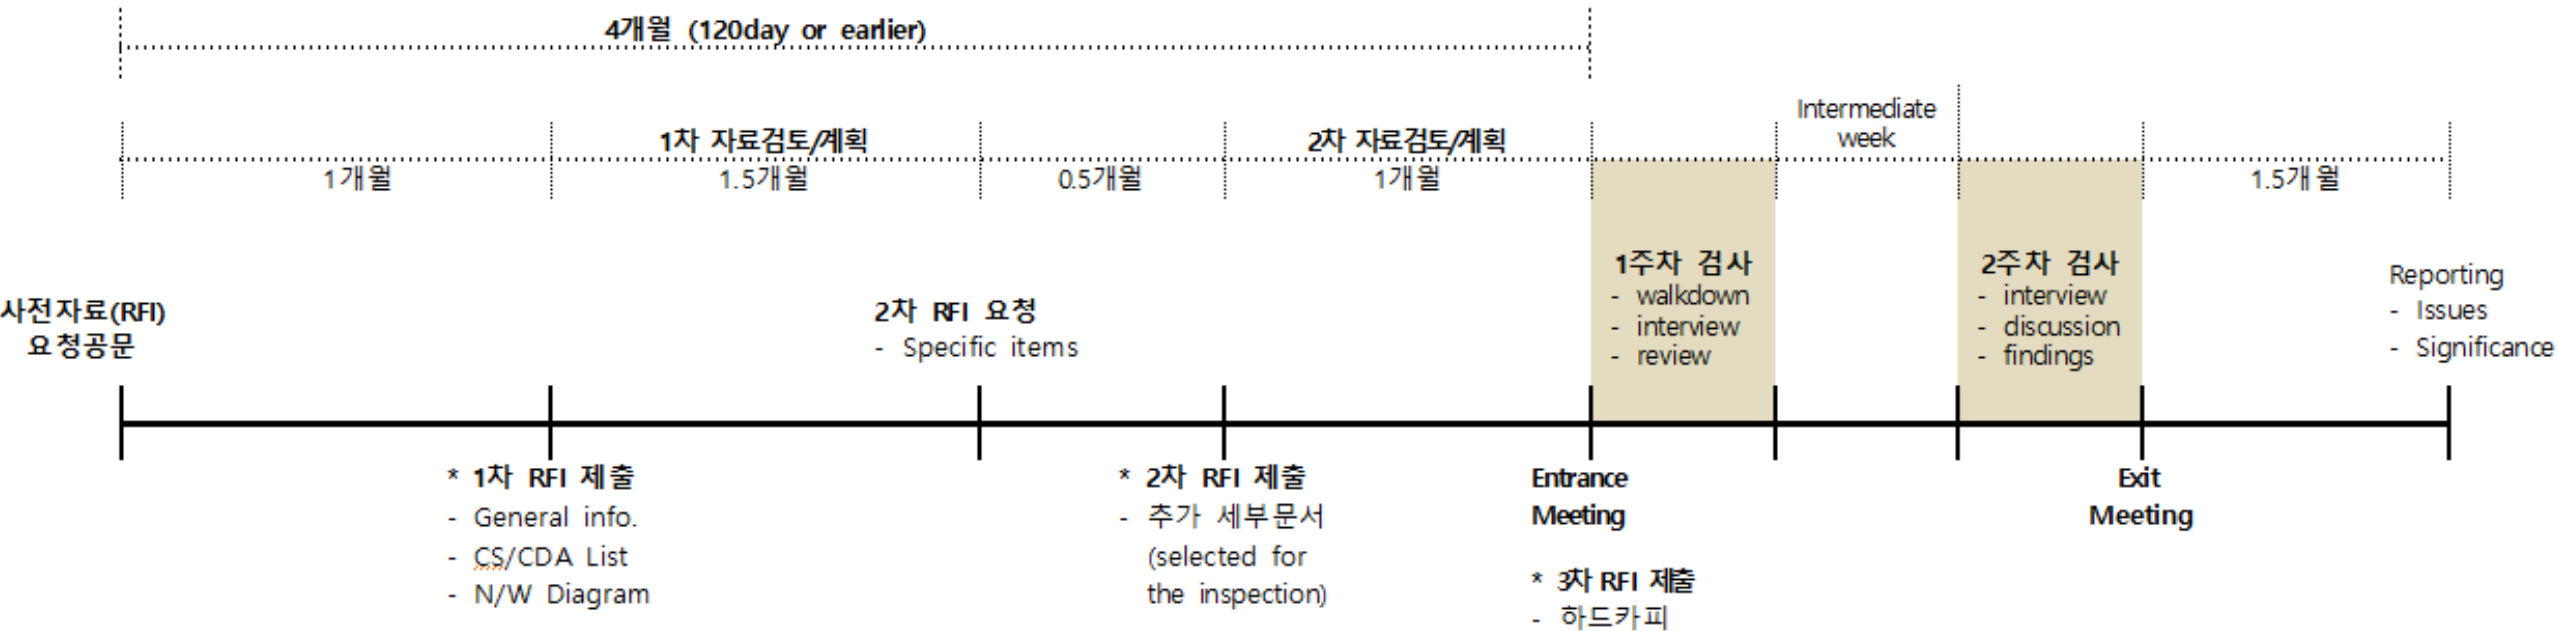 4개월 (120day or earlier)
Intermediate
week
1차 자료검토/계획
2차 자료검토/계획
1개월
1.5개월
0.5개월
1개월
1.5개월
사전자료(RFI)
요청공문
2차 RFI 요청
- Specific items
1주차 검사
- walkdown
- interview
- review
2주차 검사
- interview
- discussion
- findings
Reporting
- Issues
- Significance
* 1차 RFI 제출
- General info.
- CS/CDA List
- N/W Diagram
* 2차 RFI 제출
- 추가 세부문서
(selected for
the inspection)
Entrance
Meeting
* 3차 RFI 제출
- 하드카피
Exit
Meeting